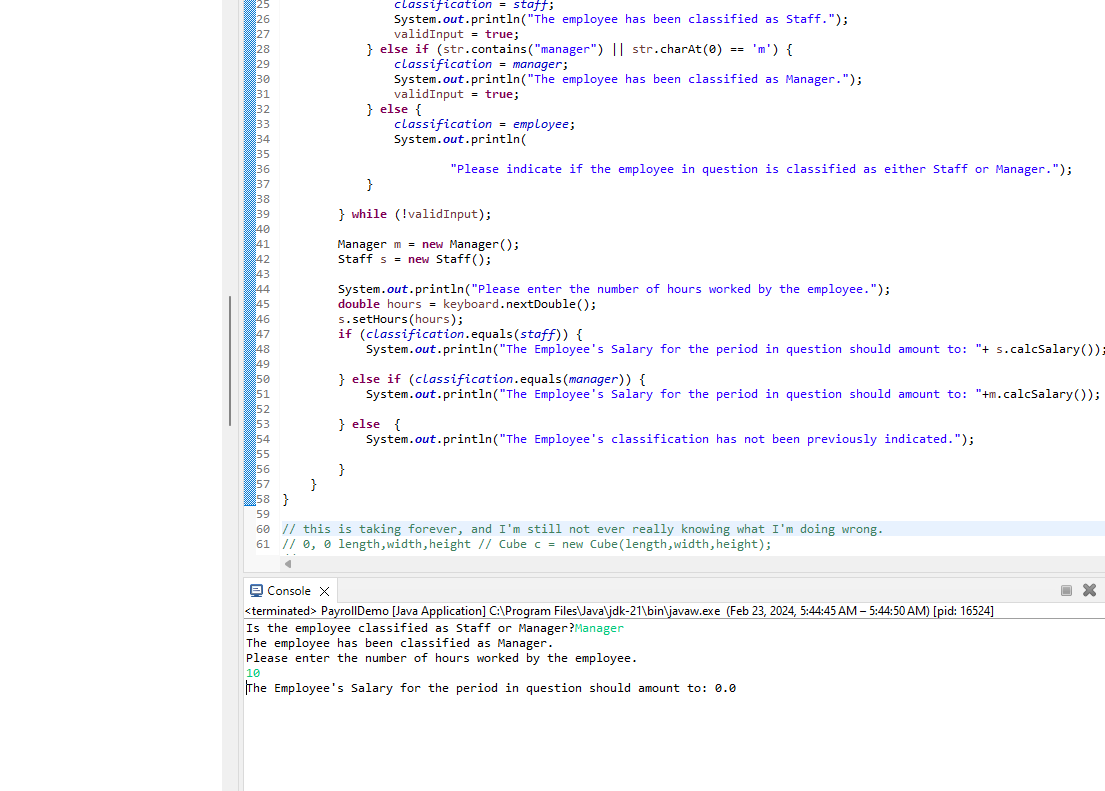 25 classification = staff;
26 System.out.println("The employee has been classified as Staff.");
27 validInput = true;
28 } else if (str.contains("manager") || str.charAt(0) == 'm') {
29 classification = manager;
30 System.out.println("The employee has been classified as Manager.");
31 validInput = true;
32 } else {
33 classification = employee;
34 System.out.println(
35
36 "Please indicate if the employee in question is classified as either Staff or Manager.");
37 }
38
39 } while (!validInput);
40
41 Manager m = new Manager();
42 Staff s = new Staff();
43
44 System.out.println("Please enter the number of hours worked by the employee.");
45 double hours = keyboard.nextDouble();
46 s.setHours(hours);
47 if (classification.equals(staff)) {
48 System.out.println("The Employee's Salary for the period in question should amount to: "+ s.calcSalary());
49
50 } else if (classification.equals(manager)) {
51 System.out.println("The Employee's Salary for the period in question should amount to: "+m.calcSalary());
52
53 } else {
54 System.out.println("The Employee's classification has not been previously indicated.");
55
56 }
57 }
58 }
59
60 // this is taking forever, and I'm still not ever really knowing what I'm doing wrong.
61 // 0, 0 length,width,height // Cube c = new Cube(length,width,height);
Console
<terminated> PayrollDemo [Java Application] C:\Program Files\Java\jdk-21\bin\javaw.exe (Feb 23, 2024, 5:44:45 AM – 5:44:50 AM) [pid: 16524]
Is the employee classified as Staff or Manager?Manager
The employee has been classified as Manager.
Please enter the number of hours worked by the employee.
10
The Employee's Salary for the period in question should amount to: 0.0